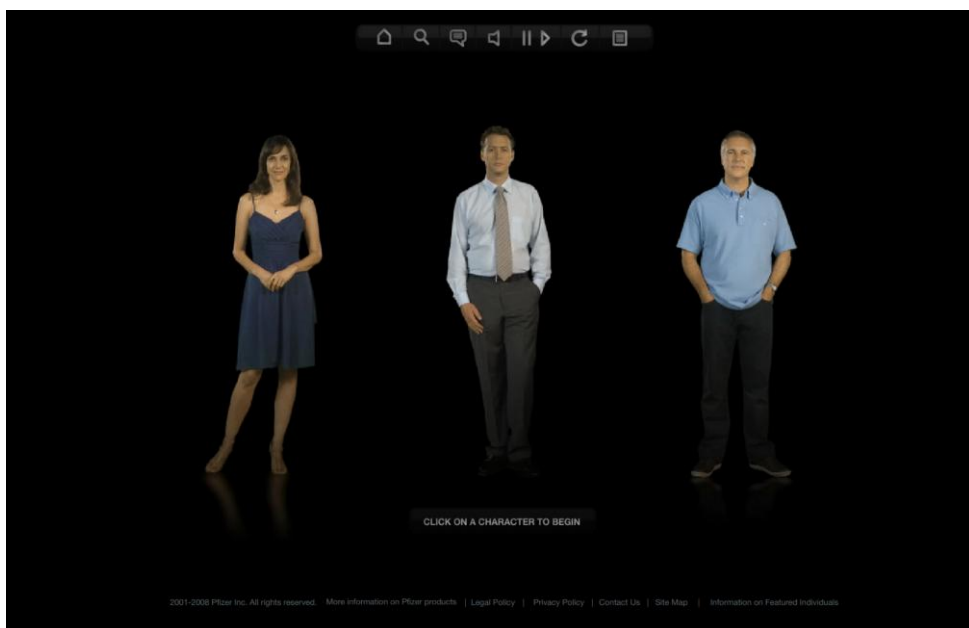 CLICK ON A CHARACTER TO BEGIN
2001-2008 Pfizer Inc. All rights reserved. More information on Pfizer products | Legal Policy | Privacy Policy | Contact Us | Site Map | Information on Featured Individuals